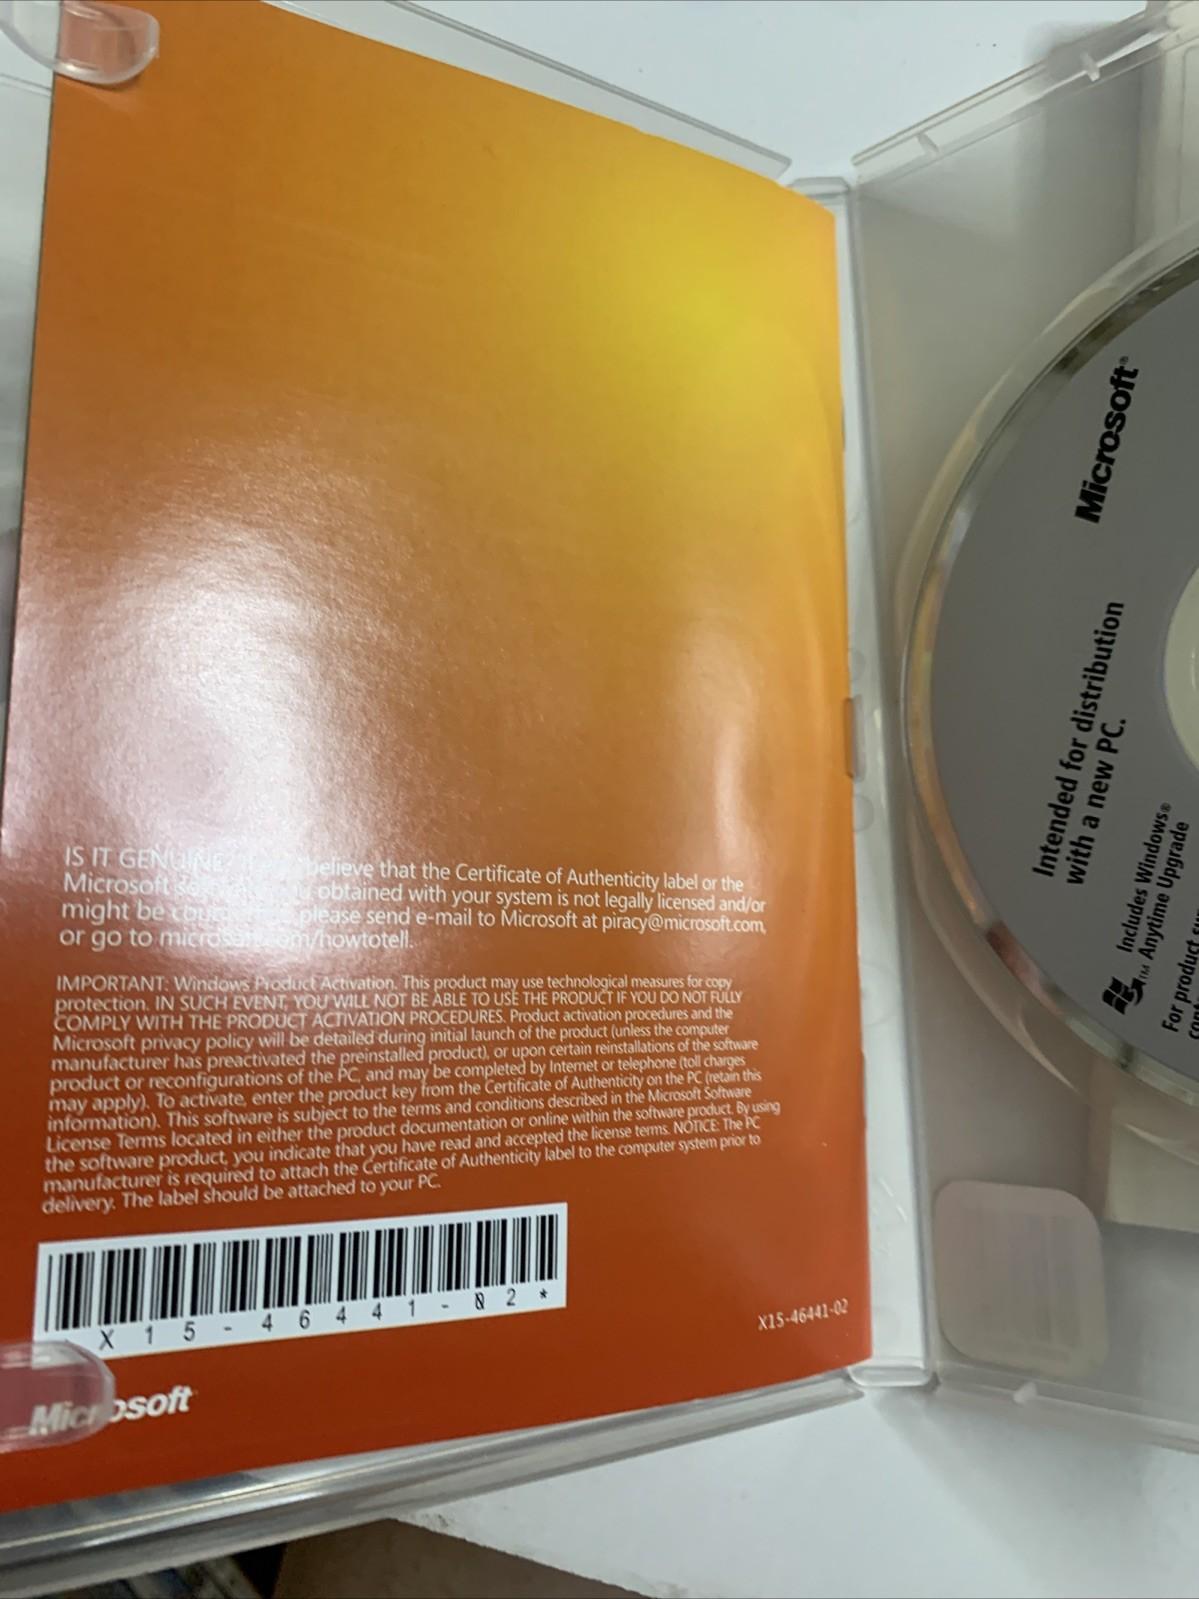 IS IT GENUINE? believe that the Certificate of Authenticity label or the
Microsoft obtained with your system is not legally licensed and/or
might be please send e-mail to Microsoft at piracy@microsoft.com,
or go to microsoft.com/howtotell.
IMPORTANT: Windows Product Activation. This product may use technological measures for copy
protection. IN SUCH EVENT, YOU WILL NOT BE ABLE TO USE THE PRODUCT IF YOU DO NOT FULLY
COMPLY WITH THE PRODUCT ACTIVATION PROCEDURES. Product activation procedures and the
Microsoft privacy policy will be detailed during initial launch of the product (unless the computer
manufacturer has preactivated the preinstalled product), or upon certain reinstallations of the software
product or reconfigurations of the PC, and may be completed by Internet or telephone (toll charges
may apply). To activate, enter the product key from the Certificate of Authenticity on the PC (retain this
information). This software is subject to the terms and conditions described in the Microsoft Software
License Terms located in either the product documentation or online within the software product. By using
the software product, you indicate that you have read and accepted the license terms. NOTICE: The PC
manufacturer is required to attach the Certificate of Authenticity label to the computer system prior to
delivery. The label should be attached to your PC.
X15-46441-02*
X15-46441-02
Microsoft
Microsoft®
Intended for distribution
with a new PC.
Includes Windows®
Anytime Upgrade
For product